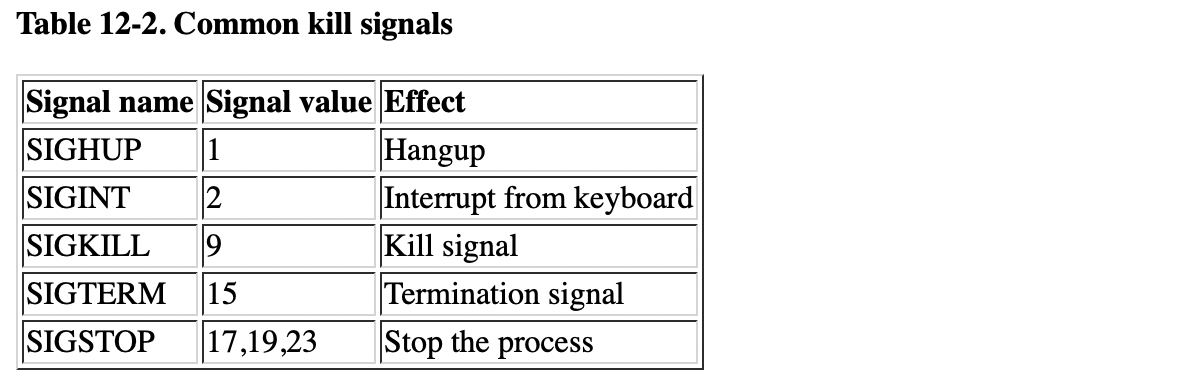 Table 12-2. Common kill signals
Signal name Signal value Effect
SIGHUP 1 Hangup
SIGINT 2 Interrupt from keyboard
SIGKILL 9 Kill signal
SIGTERM 15 Termination signal
SIGSTOP 17,19,23 Stop the process